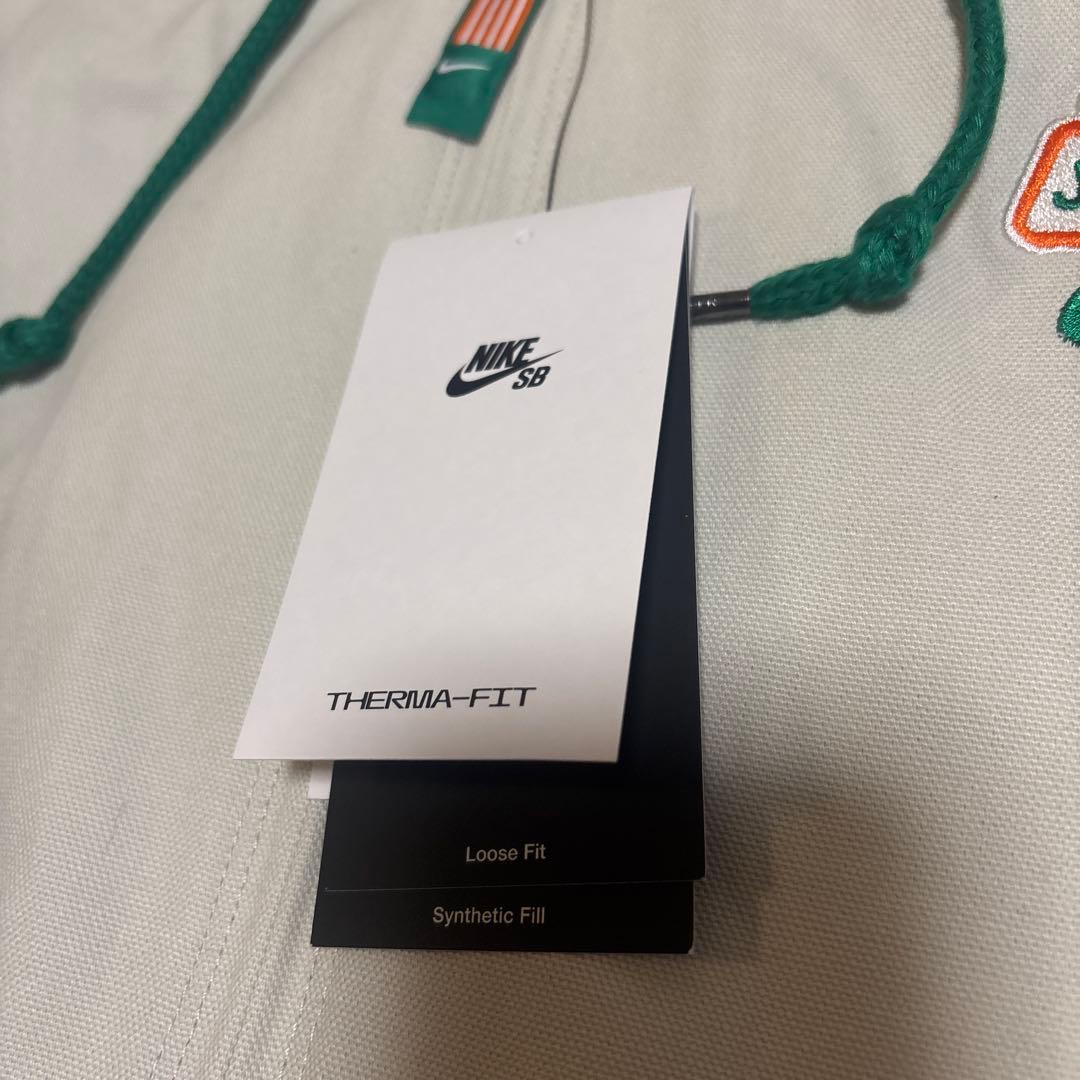 NIKE
SB
THERMA-FIT
Loose Fit
Synthetic Fill